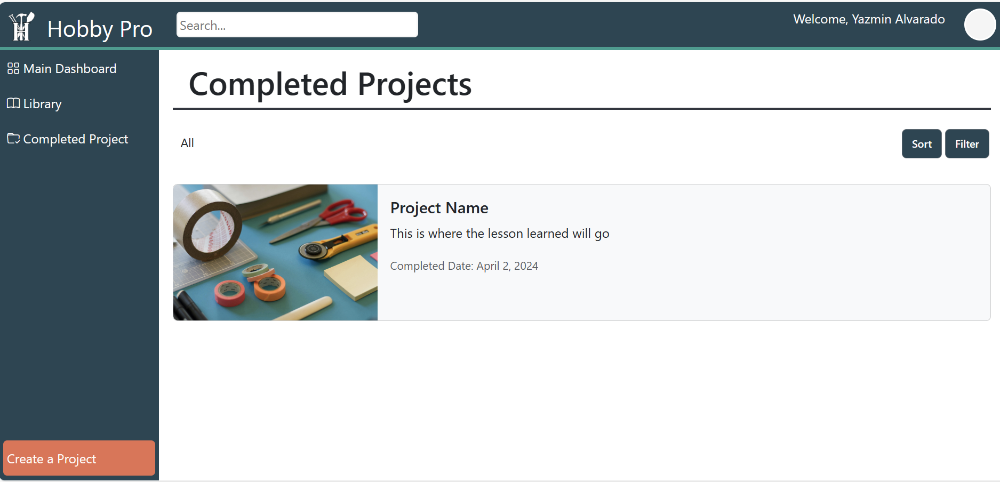 Hobby Pro
Search...
Welcome, Yazmin Alvarado
Main Dashboard
Library
Completed Project
Create a Project
Completed Projects
All
Sort
Filter
Project Name
This is where the lesson learned will go
Completed Date: April 2, 2024